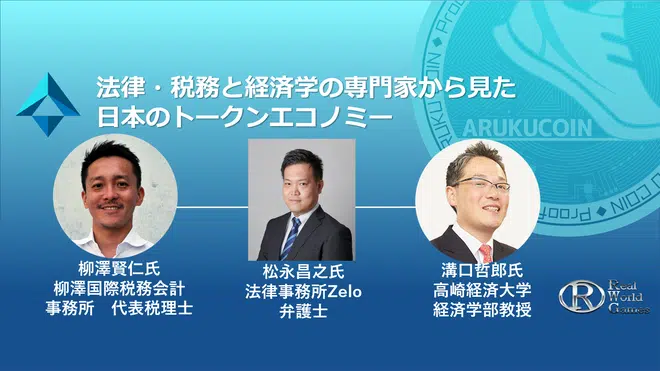 法律・税務と経済学の専門家から見た
日本のトークンエコノミー
ARUKUCOIN
柳澤賢仁氏
柳澤国際税務会計
事務所　代表税理士
松永昌之氏
法律事務所Zelo
弁護士
溝口哲郎氏
高崎経済大学
経済学部教授
R
Real
World
Games
Proof
ARUKUCOIN
Proof